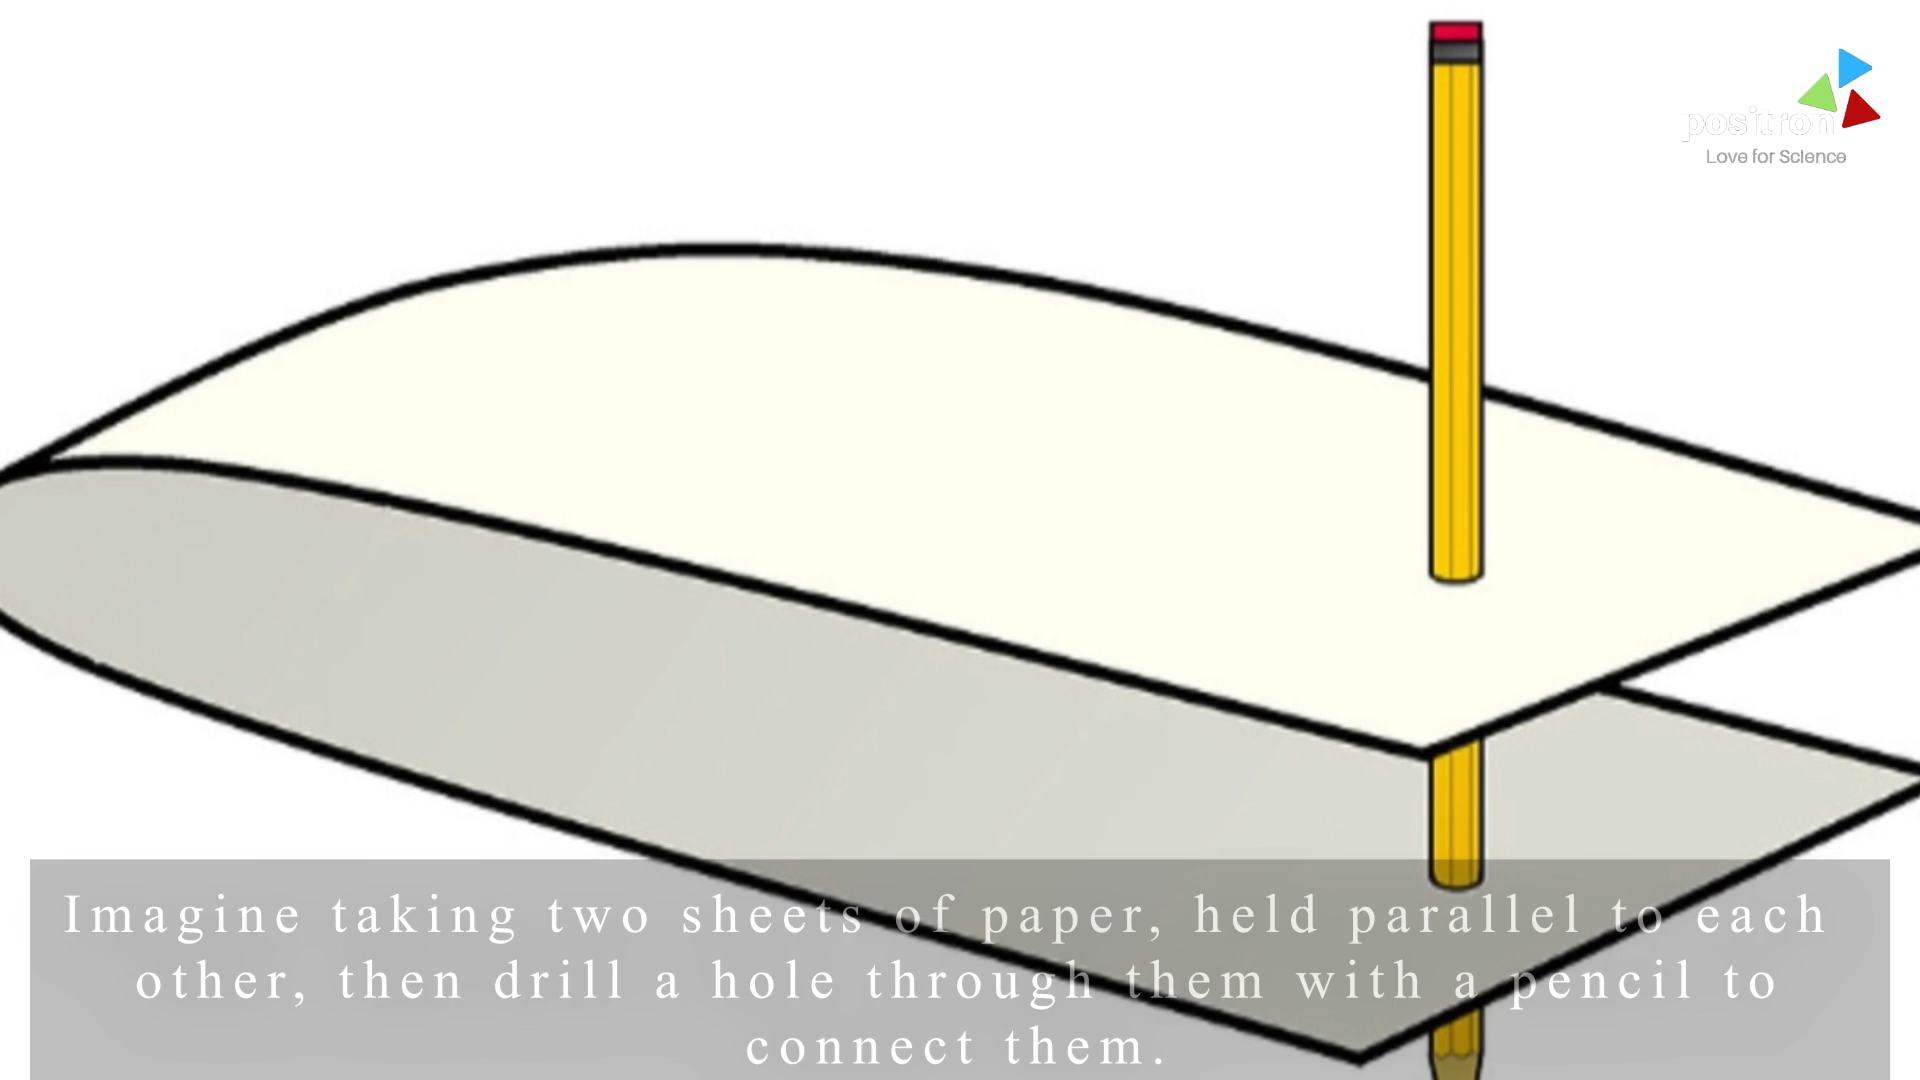 positron
Love for Science
Imagine taking two sheets of paper, held parallel to each
other, then drill a hole through them with a pencil to
connect them.